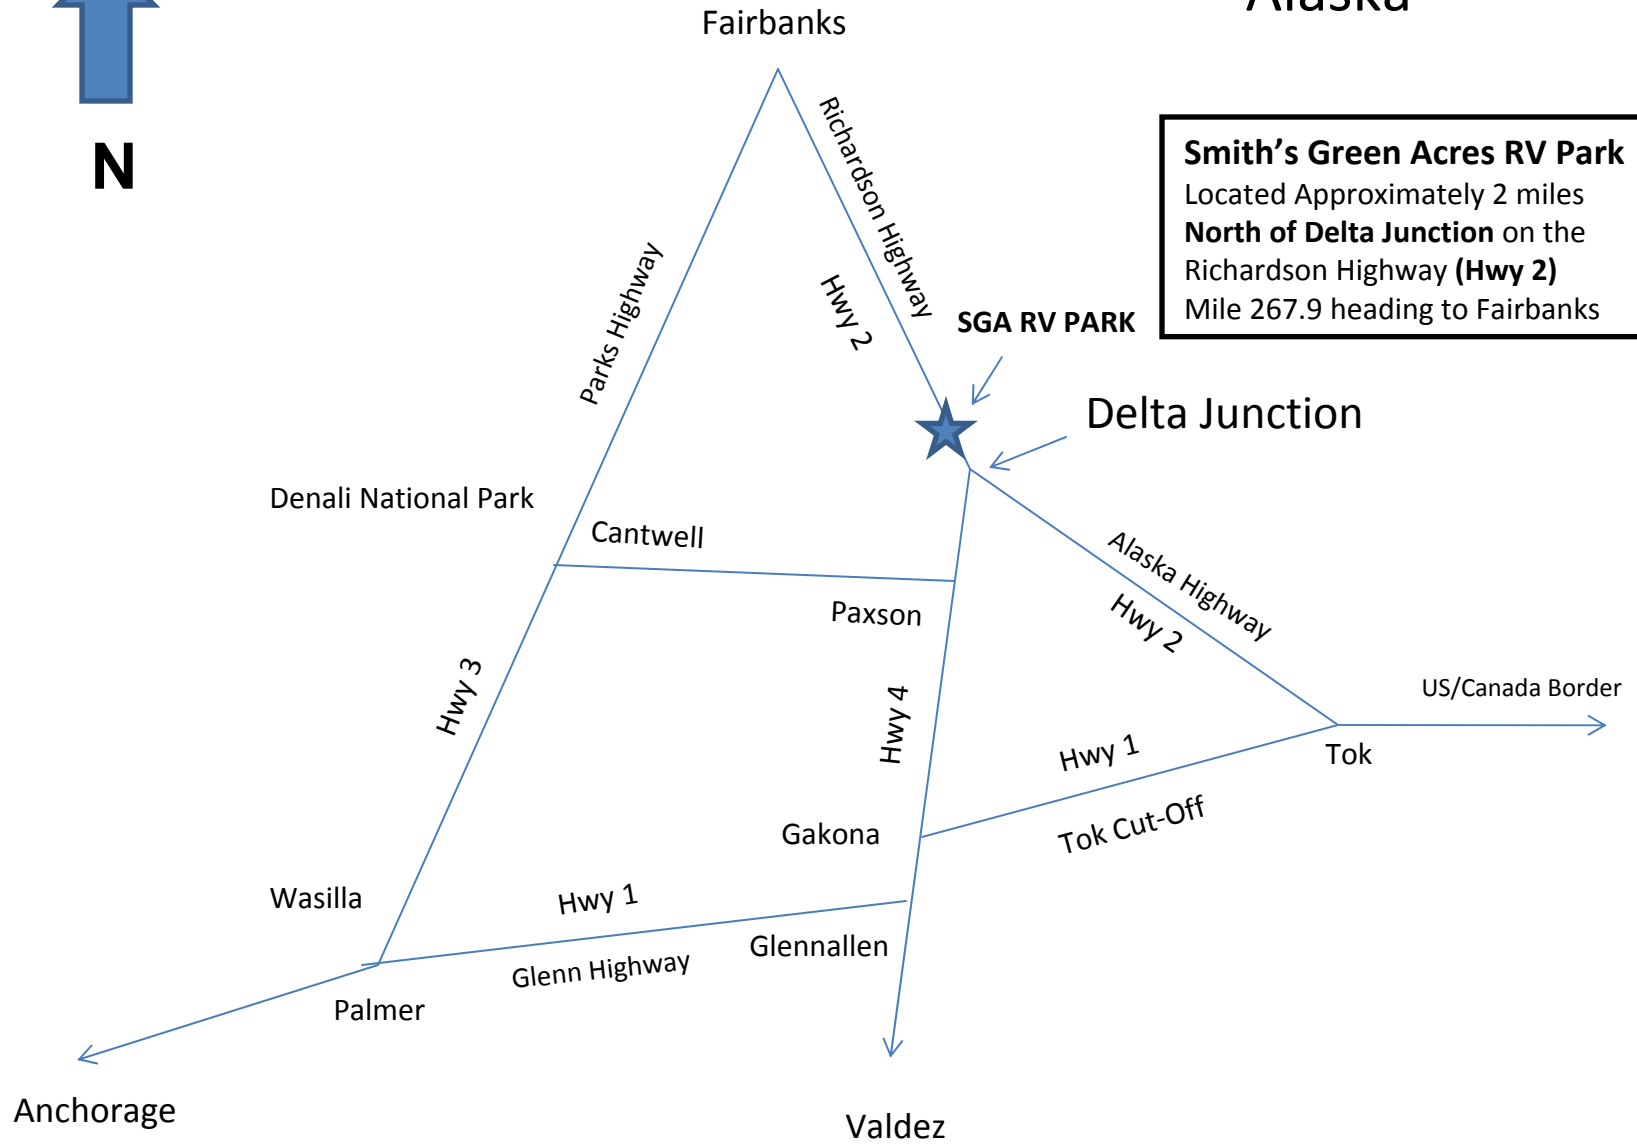 Alaska
Fairbanks
N
Richardson Highway
Hwy 2
Smith’s Green Acres RV Park
Located Approximately 2 miles
North of Delta Junction on the
Richardson Highway (Hwy 2)
Mile 267.9 heading to Fairbanks
Parks Highway
SGA RV PARK
Delta Junction
Denali National Park
Cantwell
Paxson
Alaska Highway
Hwy 2
Hwy 3
Hwy 4
US/Canada Border
Tok
Hwy 1
Tok Cut-Off
Gakona
Wasilla
Hwy 1
Glenn Highway
Glennallen
Palmer
Anchorage
Valdez